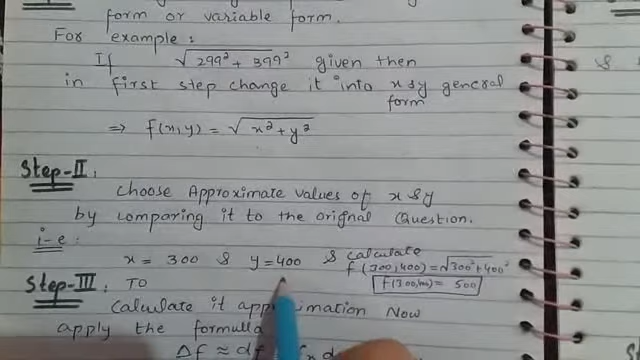 form or variable form.
For example:
If √299² + 399² given then
in first step change it into x & y general
form
⇒ f(x,y) = √x² + y²
Step-II:
Choose Approximate values of x & y
by comparing it to the orignal Question.
i-e
x = 300 & y = 400 & calculate
f(300,400) = √300² + 400²
f(300,400) = 500
Step-III: To
Calculate it approximation Now
apply the formulla
Δf ≈ df